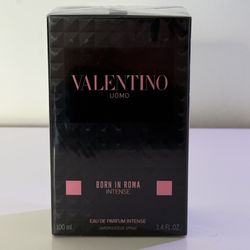 VALENTINO
UOMO
BORN IN ROMA
INTENSE
EAU DE PARFUM INTENSE
VAPORISATEUR SPRAY
100 ml 3.4 FL.OZ